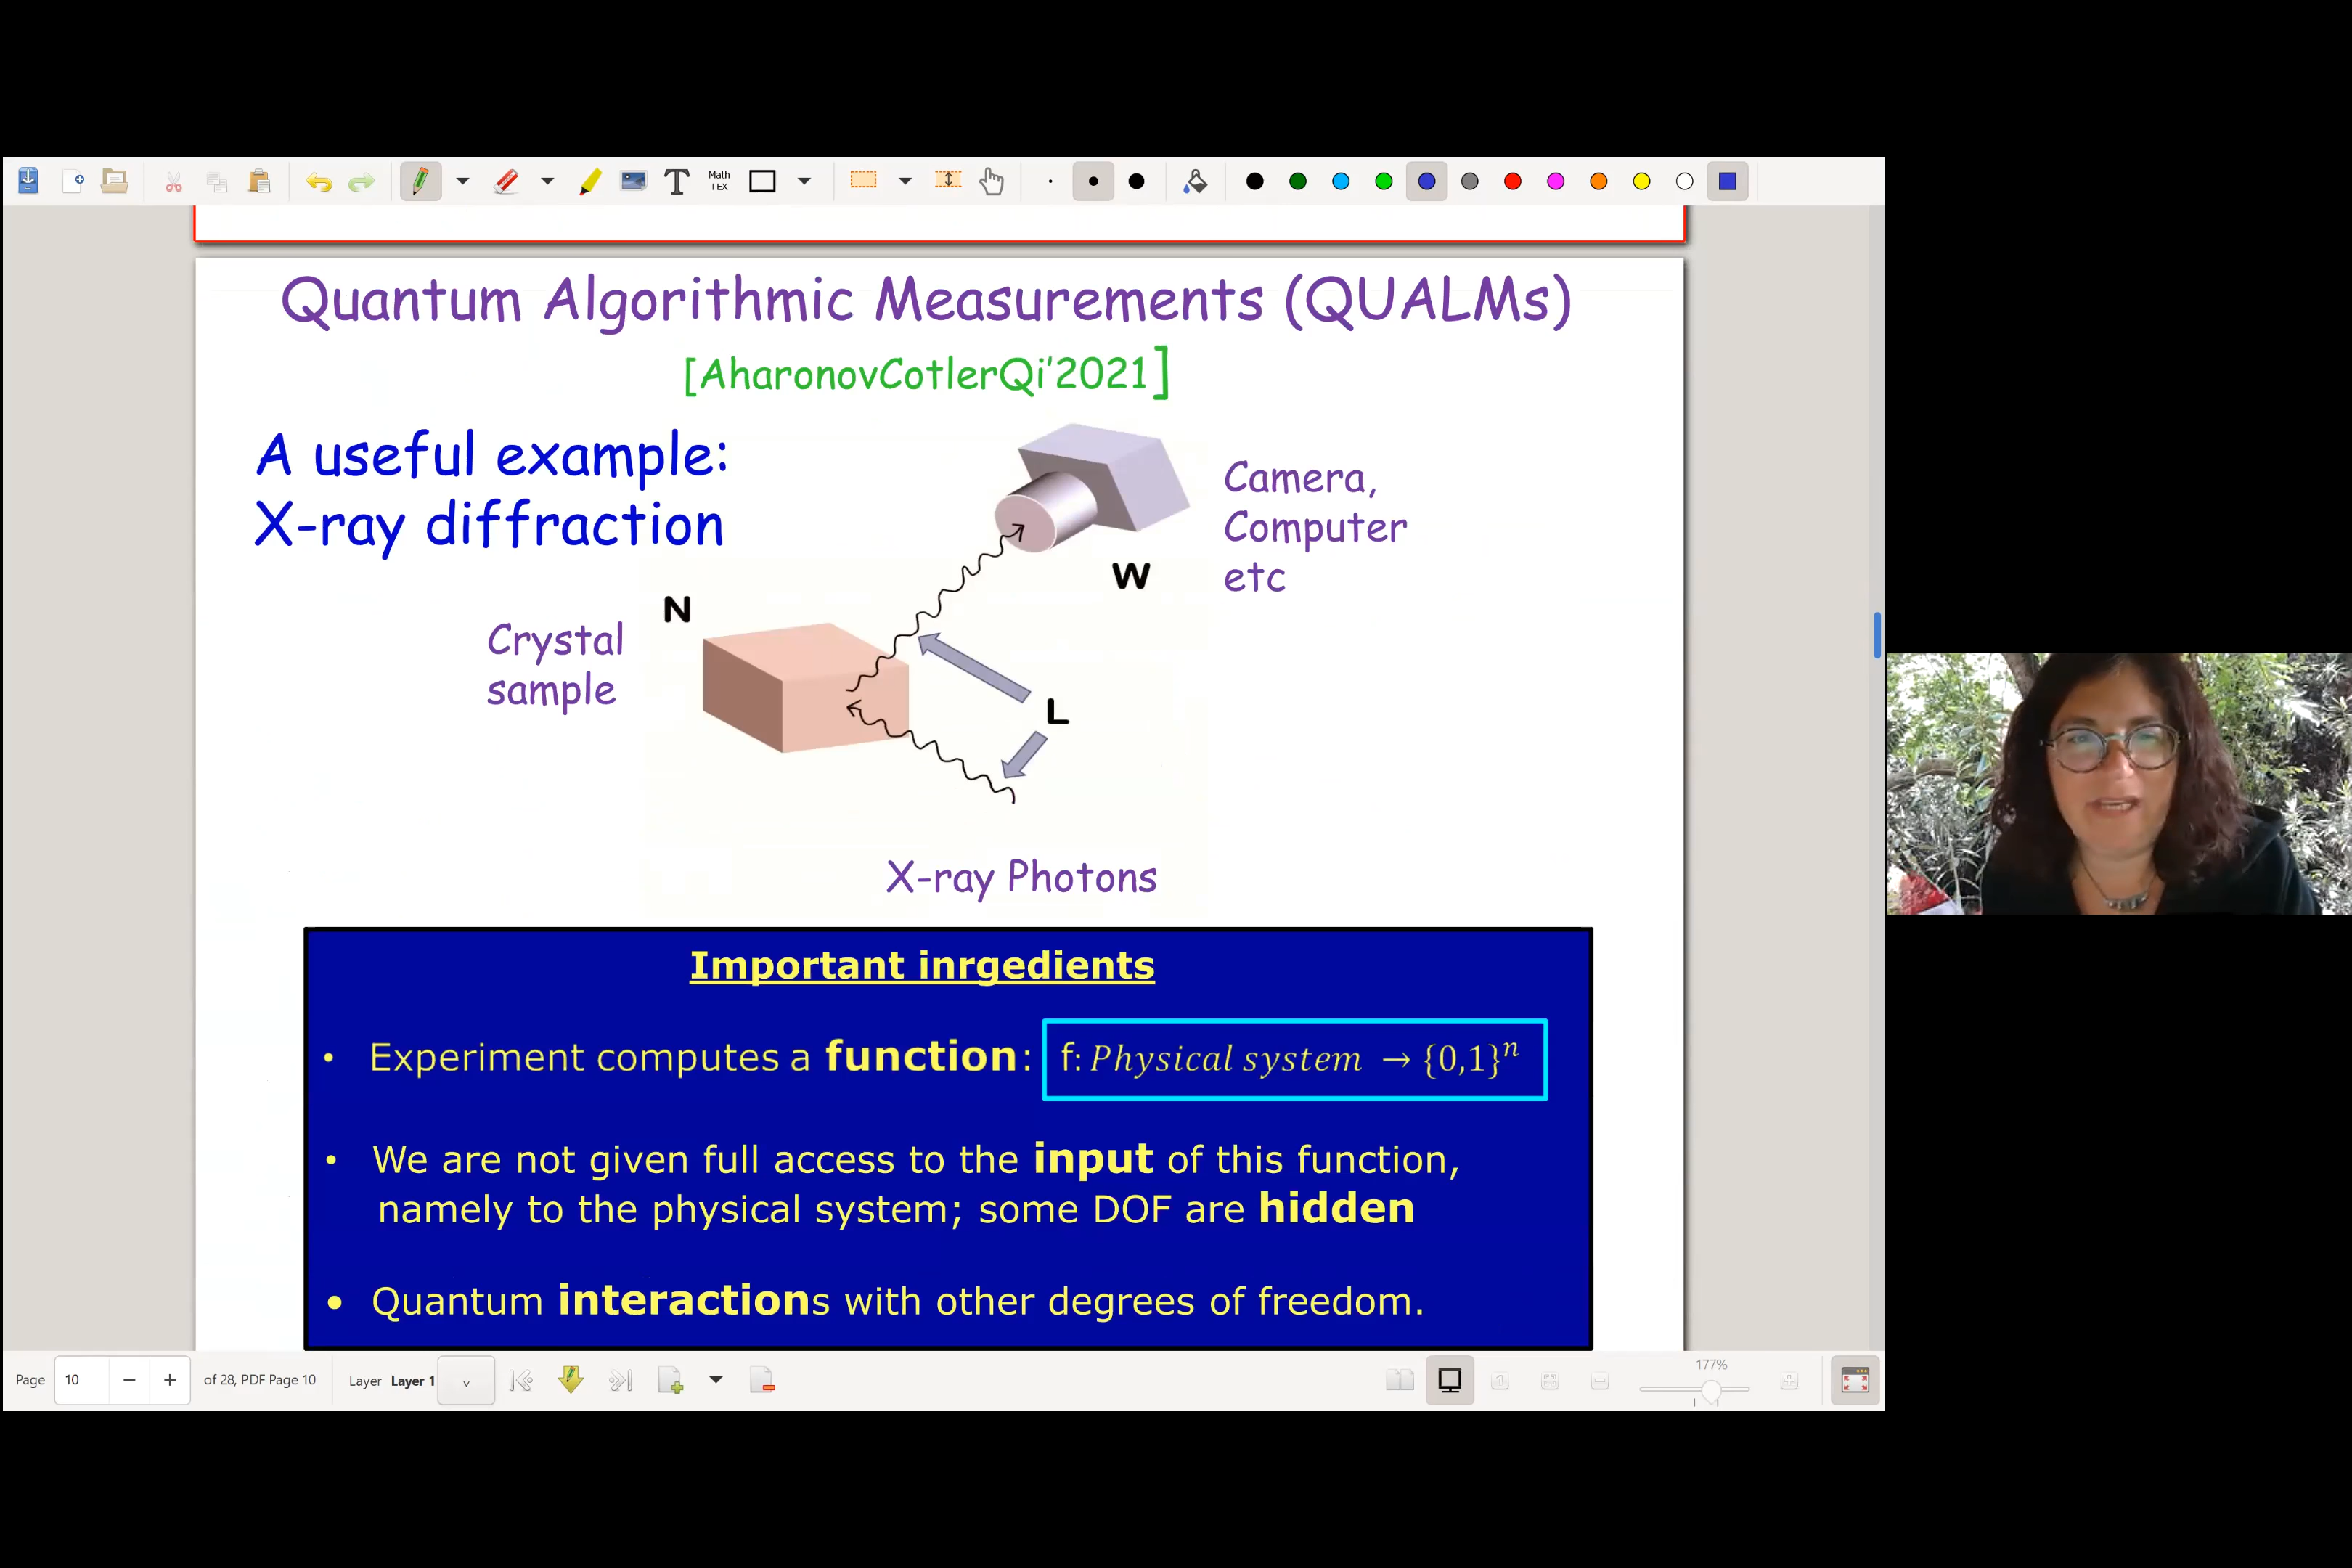 Math
TEX
Quantum Algorithmic Measurements (QUALMs)
[AharonovCotlerQi'2021]
A useful example:
X-ray diffraction
Camera,
Computer
etc
W
N
Crystal
sample
L
X-ray Photons
Important inrgedients
• Experiment computes a function: f: Physical system → {0,1}ⁿ
• We are not given full access to the input of this function,
namely to the physical system; some DOF are hidden
• Quantum interactions with other degrees of freedom.
Page 10 of 28, PDF Page 10 Layer Layer 1 177%